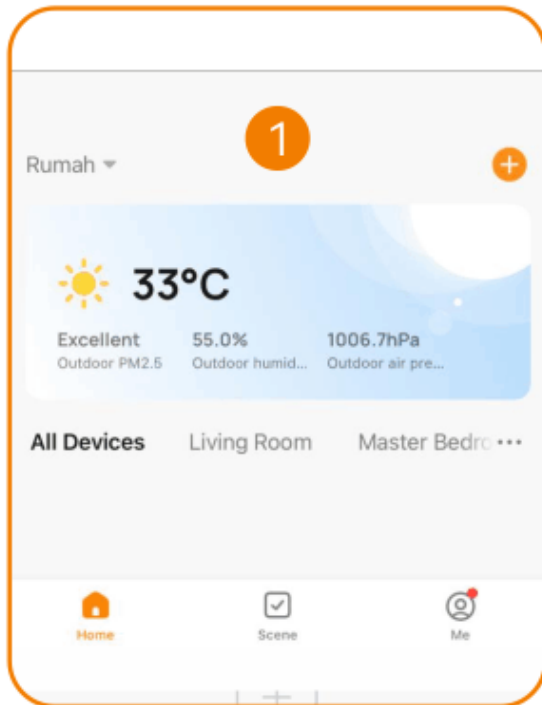 1
Rumah
33°C
Excellent 55.0% 1006.7hPa
Outdoor PM2.5 Outdoor humid... Outdoor air pre...
All Devices Living Room Master Bedro ...
Home Scene Me